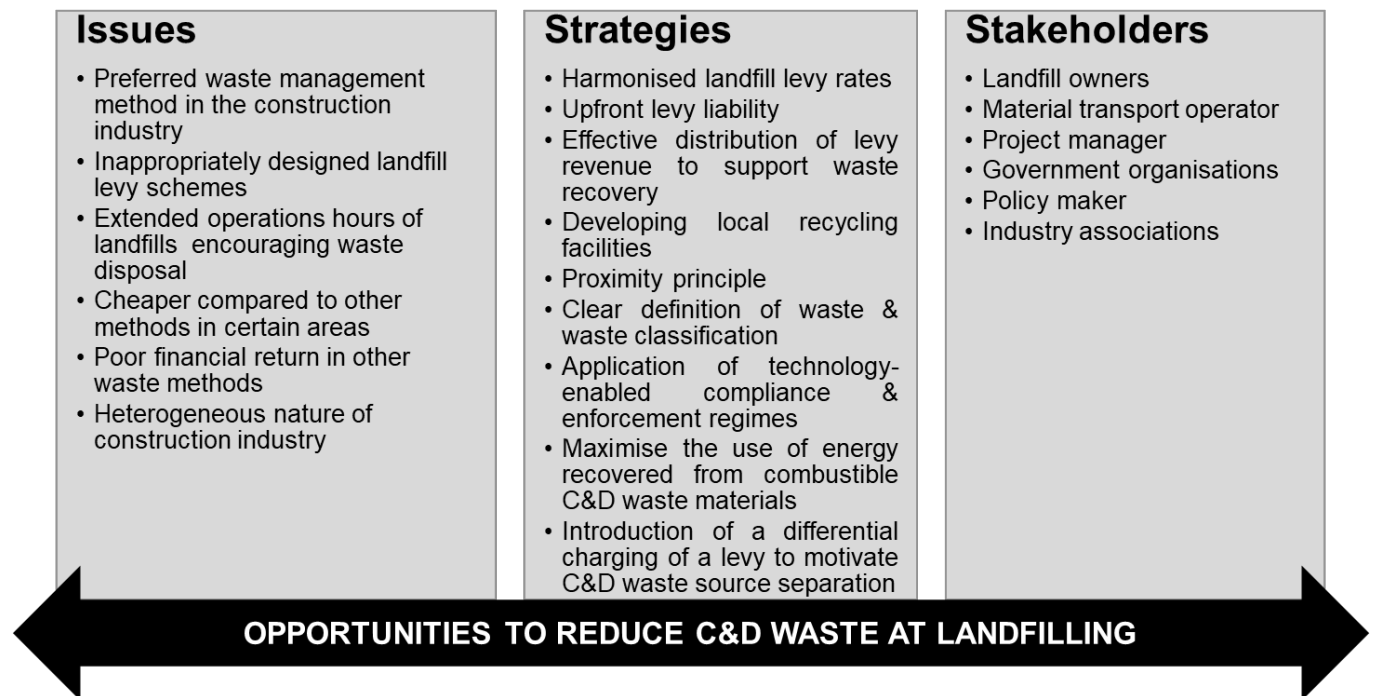 Issues
• Preferred waste management
method in the construction
industry
• Inappropriately designed landfill
levy schemes
• Extended operations hours of
landfills encouraging waste
disposal
• Cheaper compared to other
methods in certain areas
• Poor financial return in other
waste methods
• Heterogeneous nature of
construction industry
Strategies
• Harmonised landfill levy rates
• Upfront levy liability
• Effective distribution of levy
revenue to support waste
recovery
• Developing local recycling
facilities
• Proximity principle
• Clear definition of waste &
waste classification
• Application of technology-
enabled compliance &
enforcement regimes
• Maximise the use of energy
recovered from combustible
C&D waste materials
• Introduction of a differential
charging of a levy to motivate
C&D waste source separation
Stakeholders
• Landfill owners
• Material transport operator
• Project manager
• Government organisations
• Policy maker
• Industry associations
OPPORTUNITIES TO REDUCE C&D WASTE AT LANDFILLING